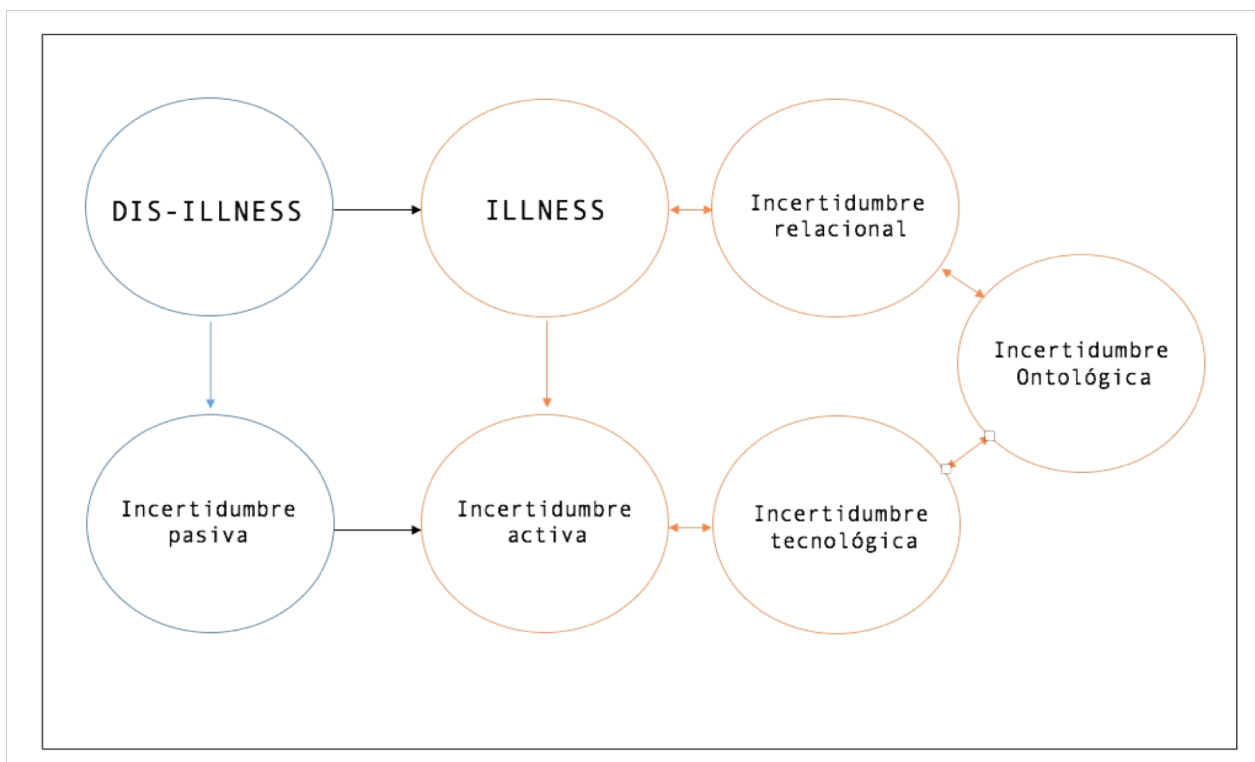 DIS-ILLNESS
ILLNESS
Incertidumbre
relacional
Incertidumbre
Ontológica
Incertidumbre
pasiva
Incertidumbre
activa
Incertidumbre
tecnológica